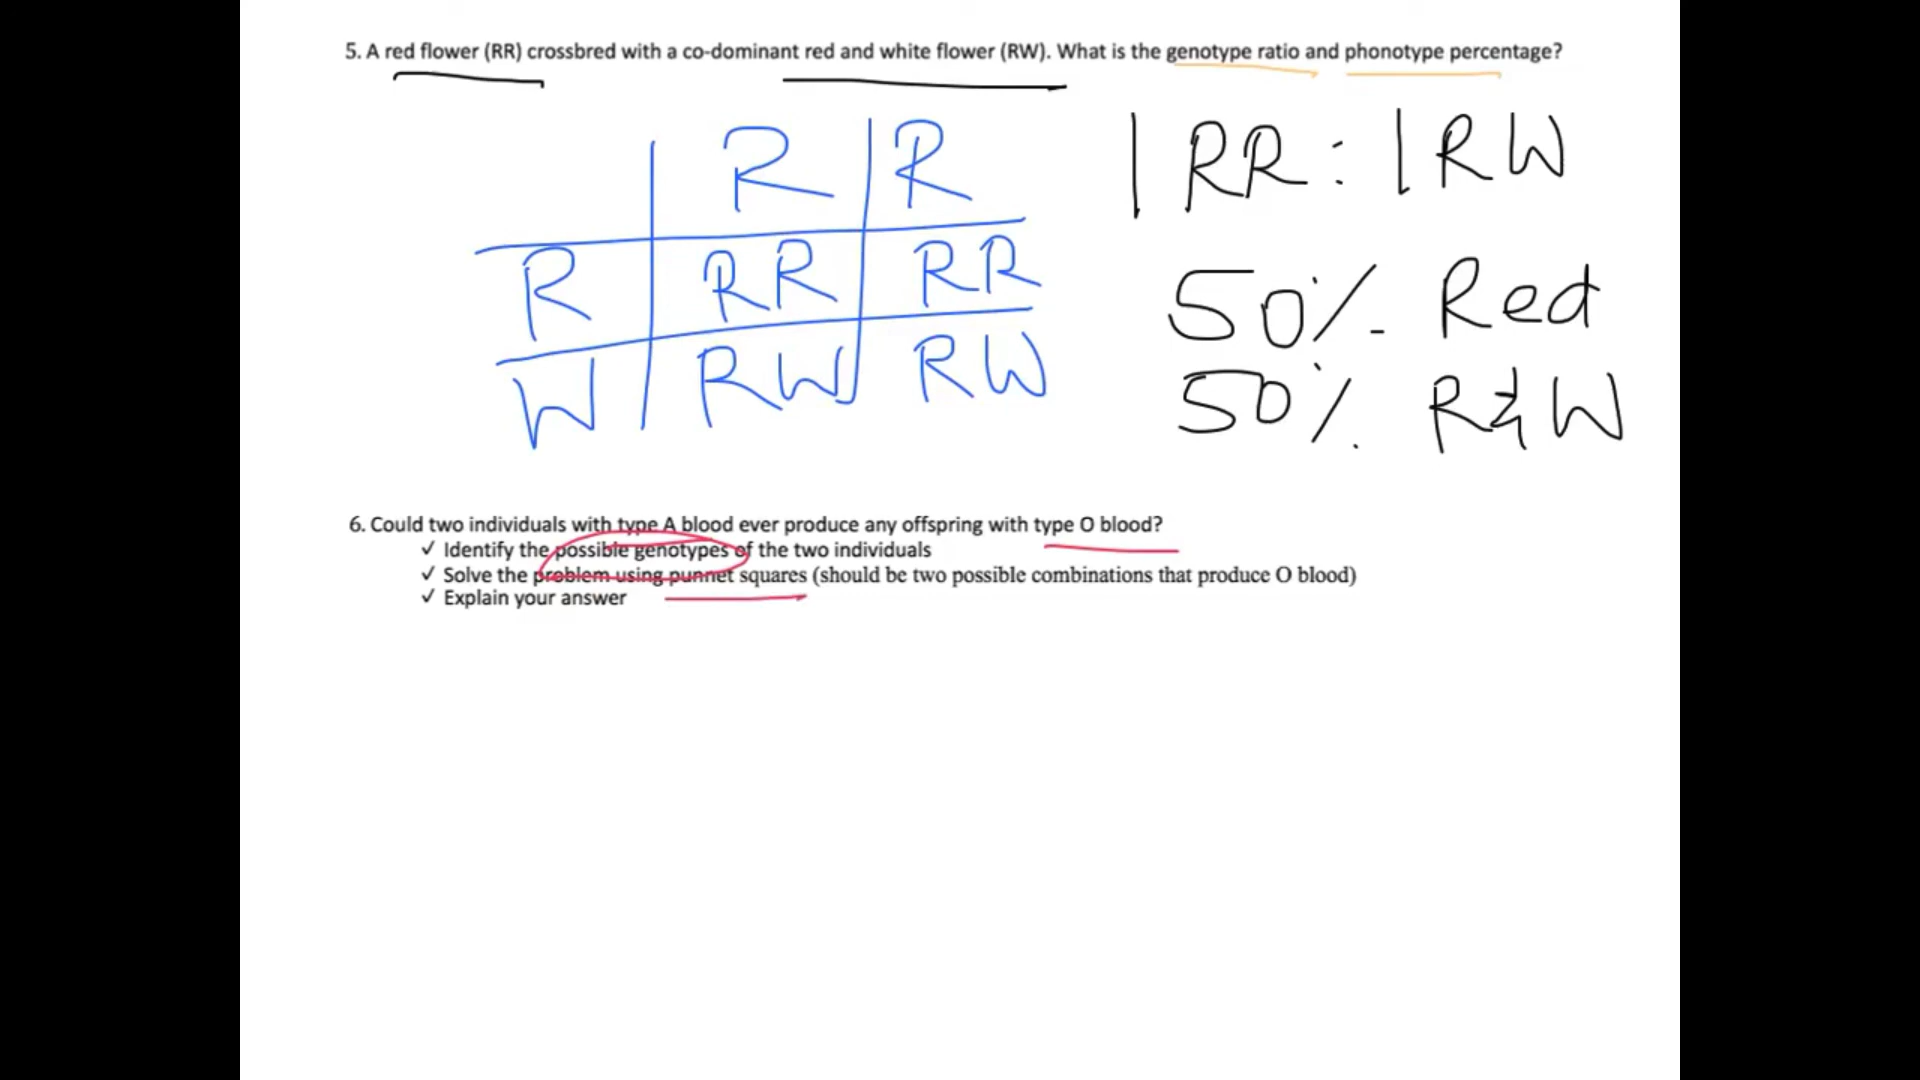 5. A red flower (RR) crossbred with a co-dominant red and white flower (RW). What is the genotype ratio and phonotype percentage?
R R
R RR RR
W RW RW
1 RR : 1 RW
50% Red
50% R & W
6. Could two individuals with type A blood ever produce any offspring with type O blood?
✓ Identify the possible genotypes of the two individuals
✓ Solve the problem using punnet squares (should be two possible combinations that produce O blood)
✓ Explain your answer